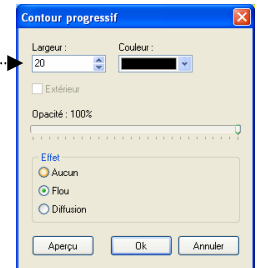 Contour progressif
Largeur : Couleur :
20
Extérieur
Opacité : 100%
Effet
Aucun
Flou
Diffusion
Aperçu Ok Annuler